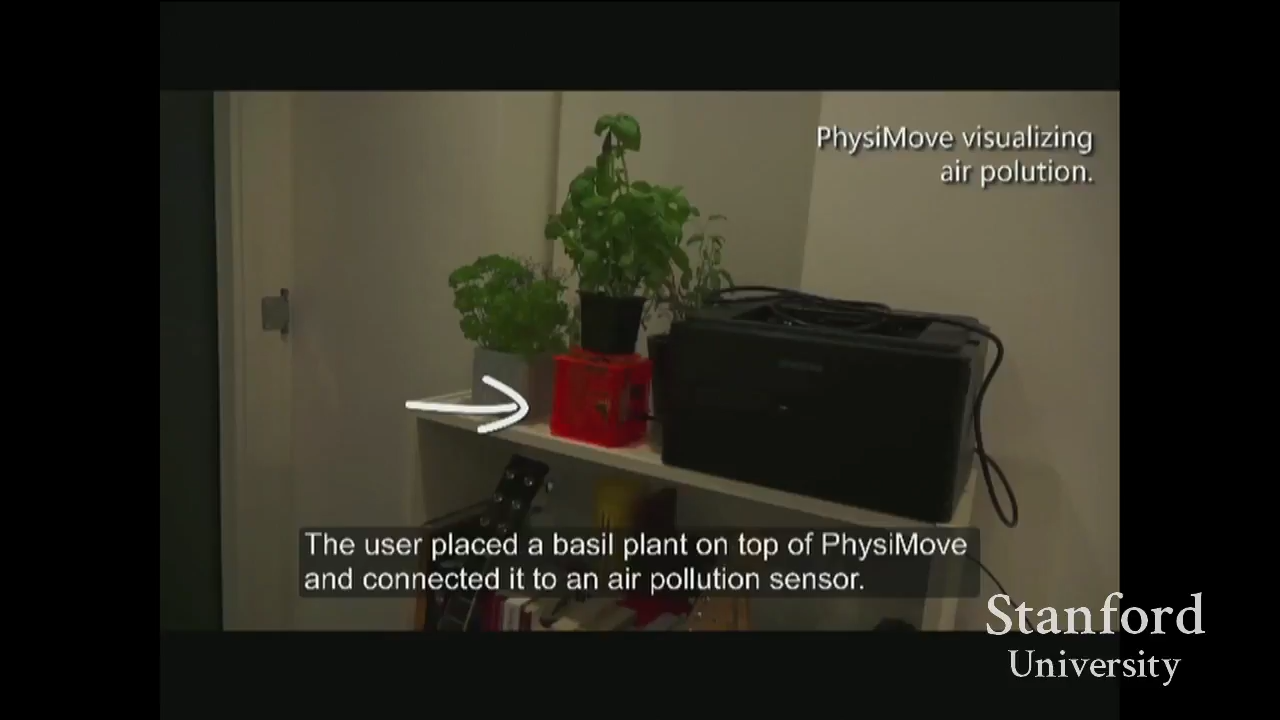 PhysiMove visualizing
air polution.
The user placed a basil plant on top of PhysiMove
and connected it to an air pollution sensor.
Stanford
University